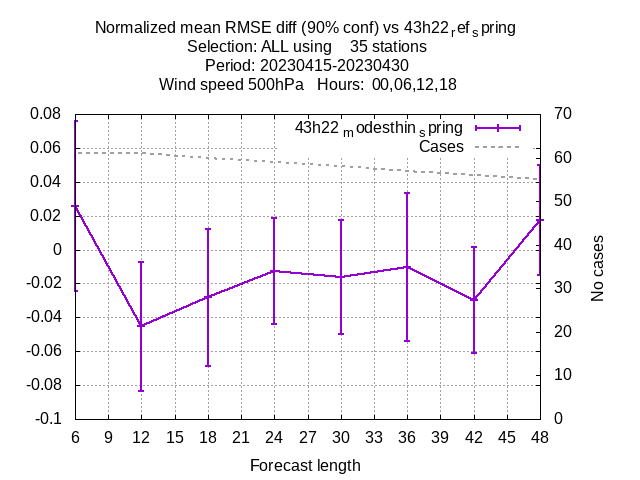 Normalized mean RMSE diff (90% conf) vs 43h22refspring
Selection: ALL using 35 stations
Period: 20230415-20230430
Wind speed 500hPa Hours: 00,06,12,18
43h22modesthinspring
Cases
0.08
0.06
0.04
0.02
0
-0.02
-0.04
-0.06
-0.08
-0.1
70
60
50
40
30
20
10
0
No cases
6 9 12 15 18 21 24 27 30 33 36 39 42 45 48
Forecast length